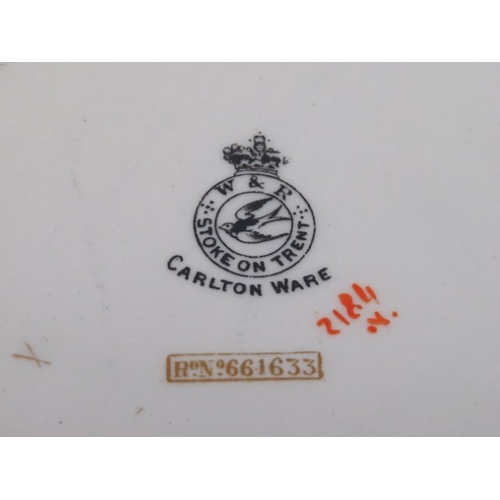 W & R
STOKE ON TRENT
CARLTON WARE
2184
X.
RD. No. 661633